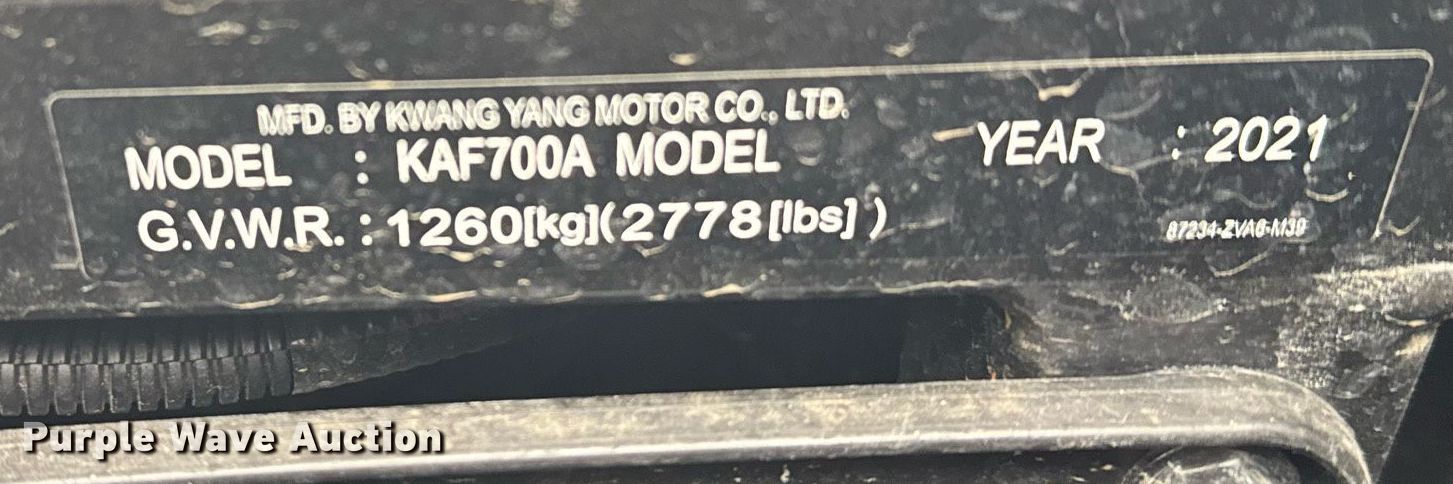 MFD. BY KWANG YANG MOTOR CO., LTD.
MODEL : KAF700A MODEL YEAR : 2021
G.V.W.R. : 1260[kg](2778[lbs] )
87234-ZVA6-M30
Purple Wave Auction